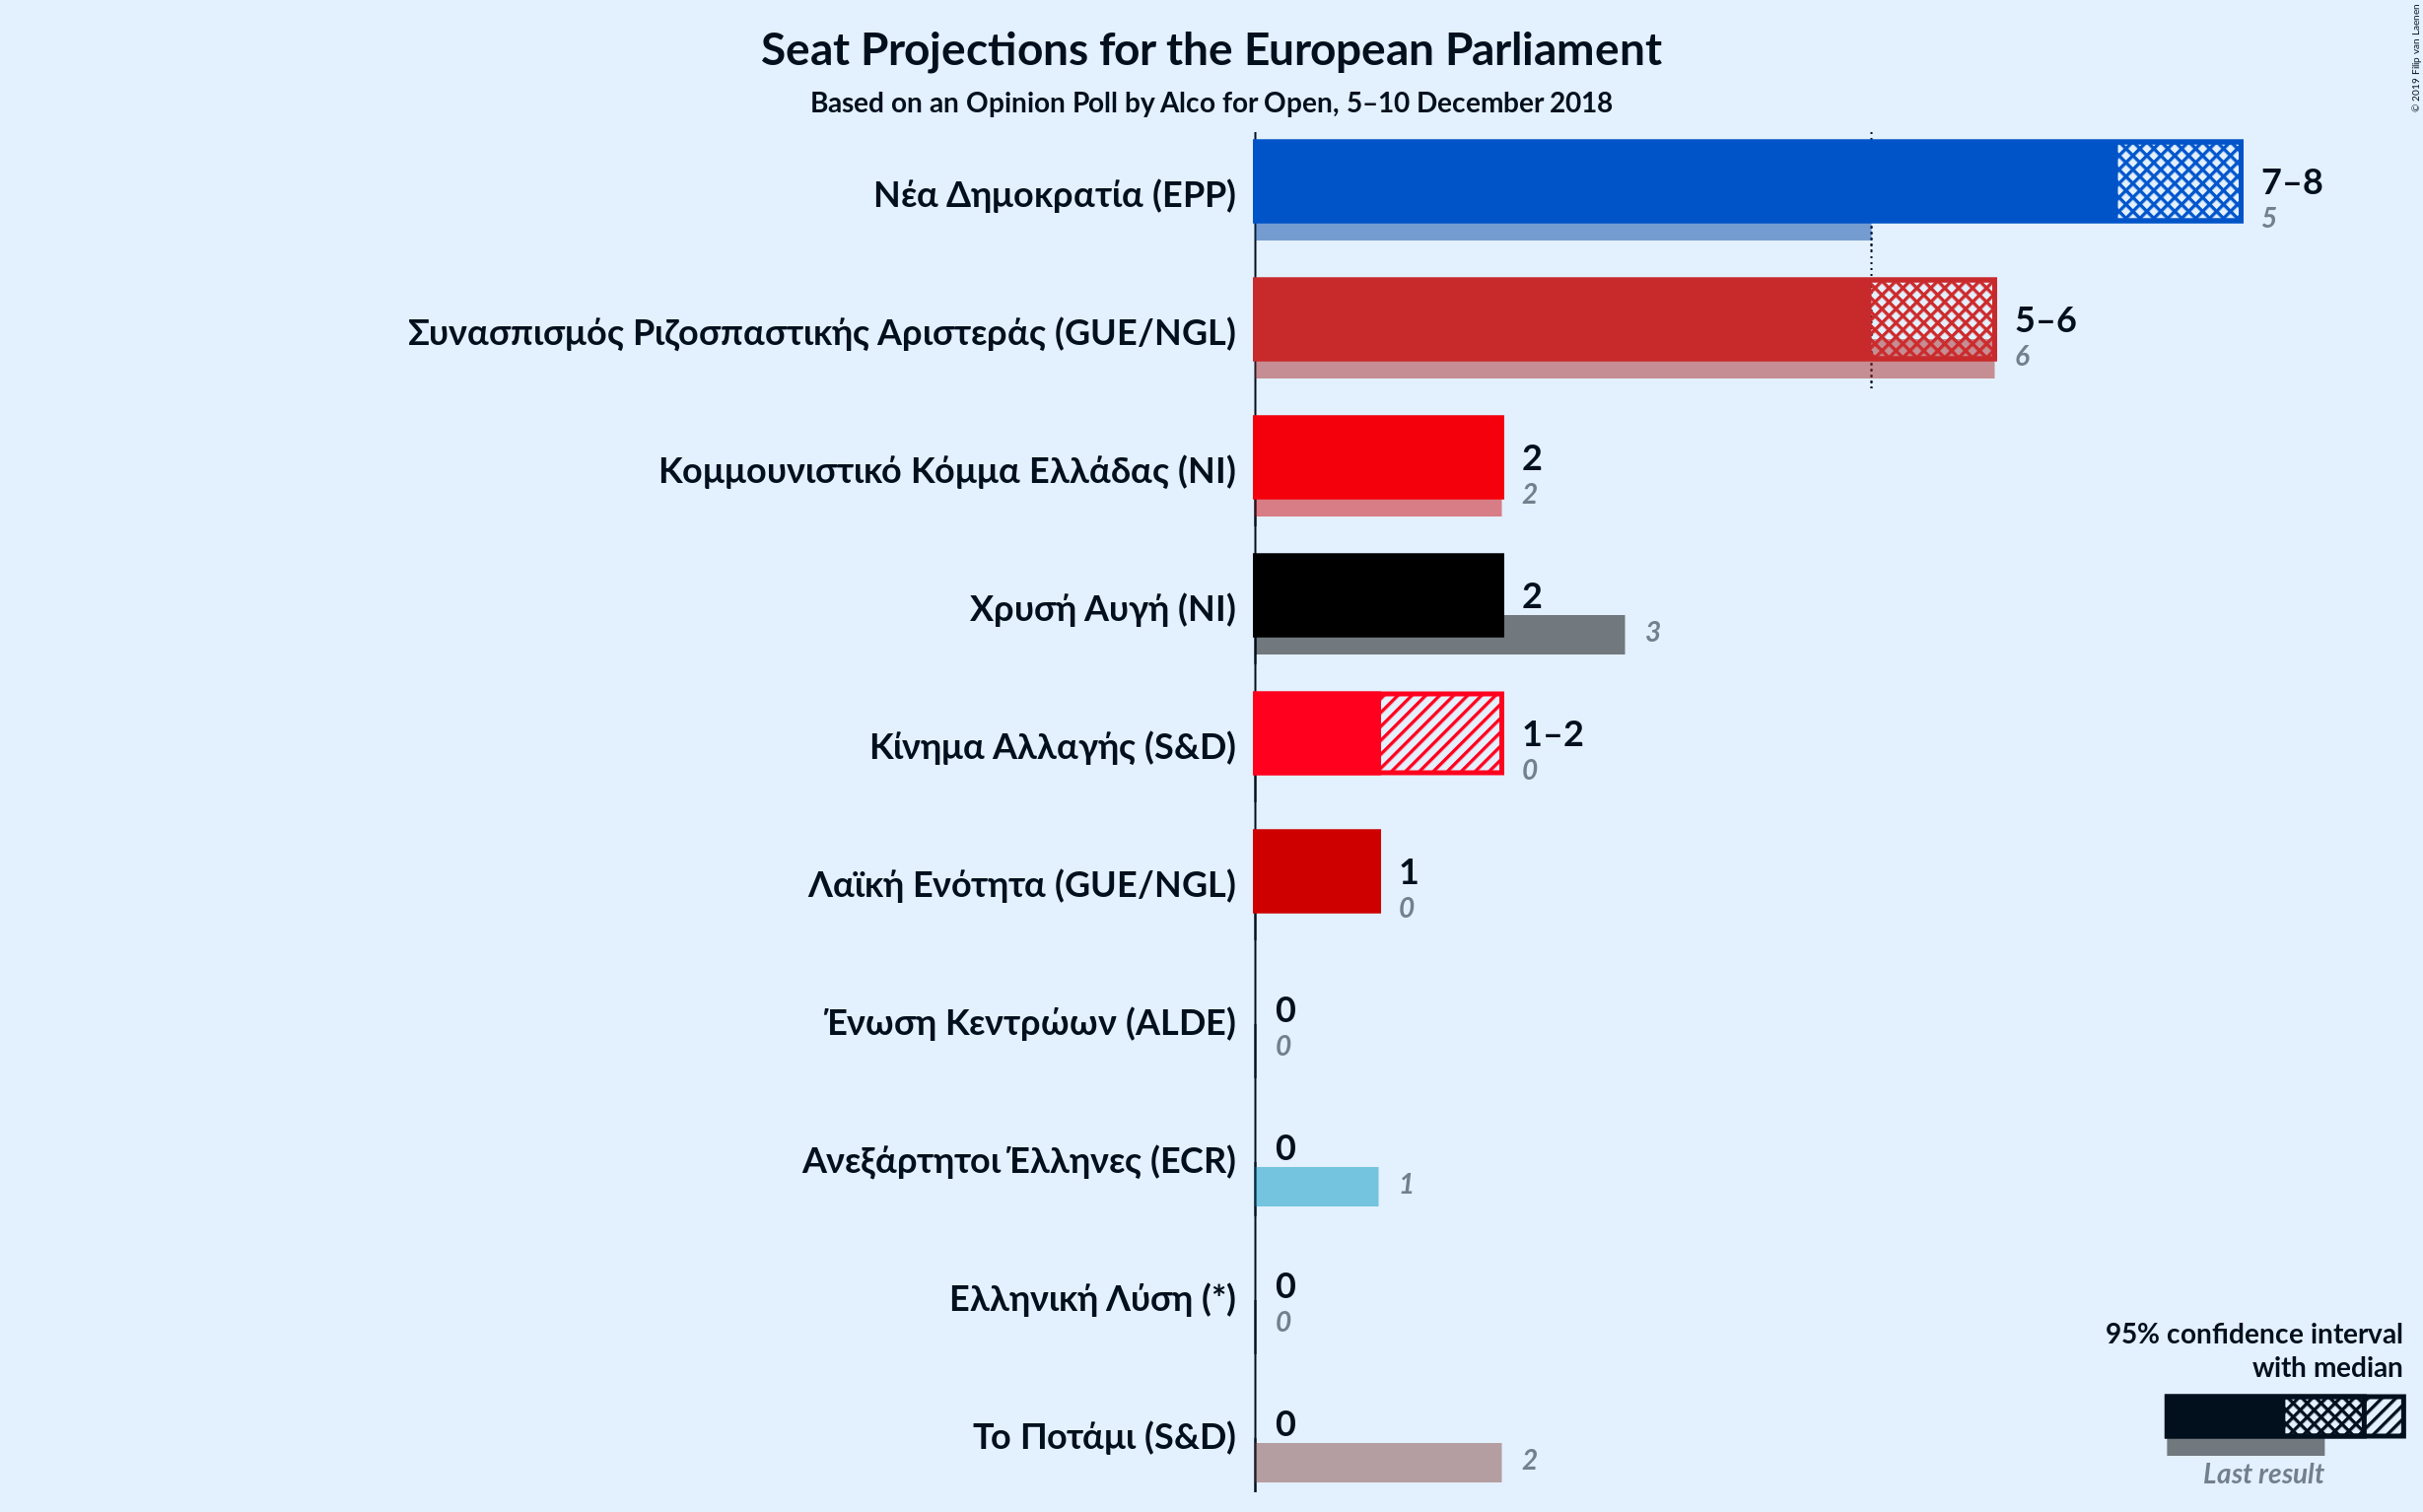 Seat Projections for the European Parliament
Based on an Opinion Poll by Alco for Open, 5–10 December 2018
© 2019 Filip van Laenen
Νέα Δημοκρατία (EPP)
7–8
5
Συνασπισμός Ριζοσπαστικής Αριστεράς (GUE/NGL)
5–6
6
Κομμουνιστικό Κόμμα Ελλάδας (NI)
2
2
Χρυσή Αυγή (NI)
2
3
Κίνημα Αλλαγής (S&D)
1–2
0
Λαϊκή Ενότητα (GUE/NGL)
1
0
Ένωση Κεντρώων (ALDE)
0
0
Ανεξάρτητοι Έλληνες (ECR)
0
1
Ελληνική Λύση (*)
0
0
Το Ποτάμι (S&D)
0
2
95% confidence interval
with median
Last result